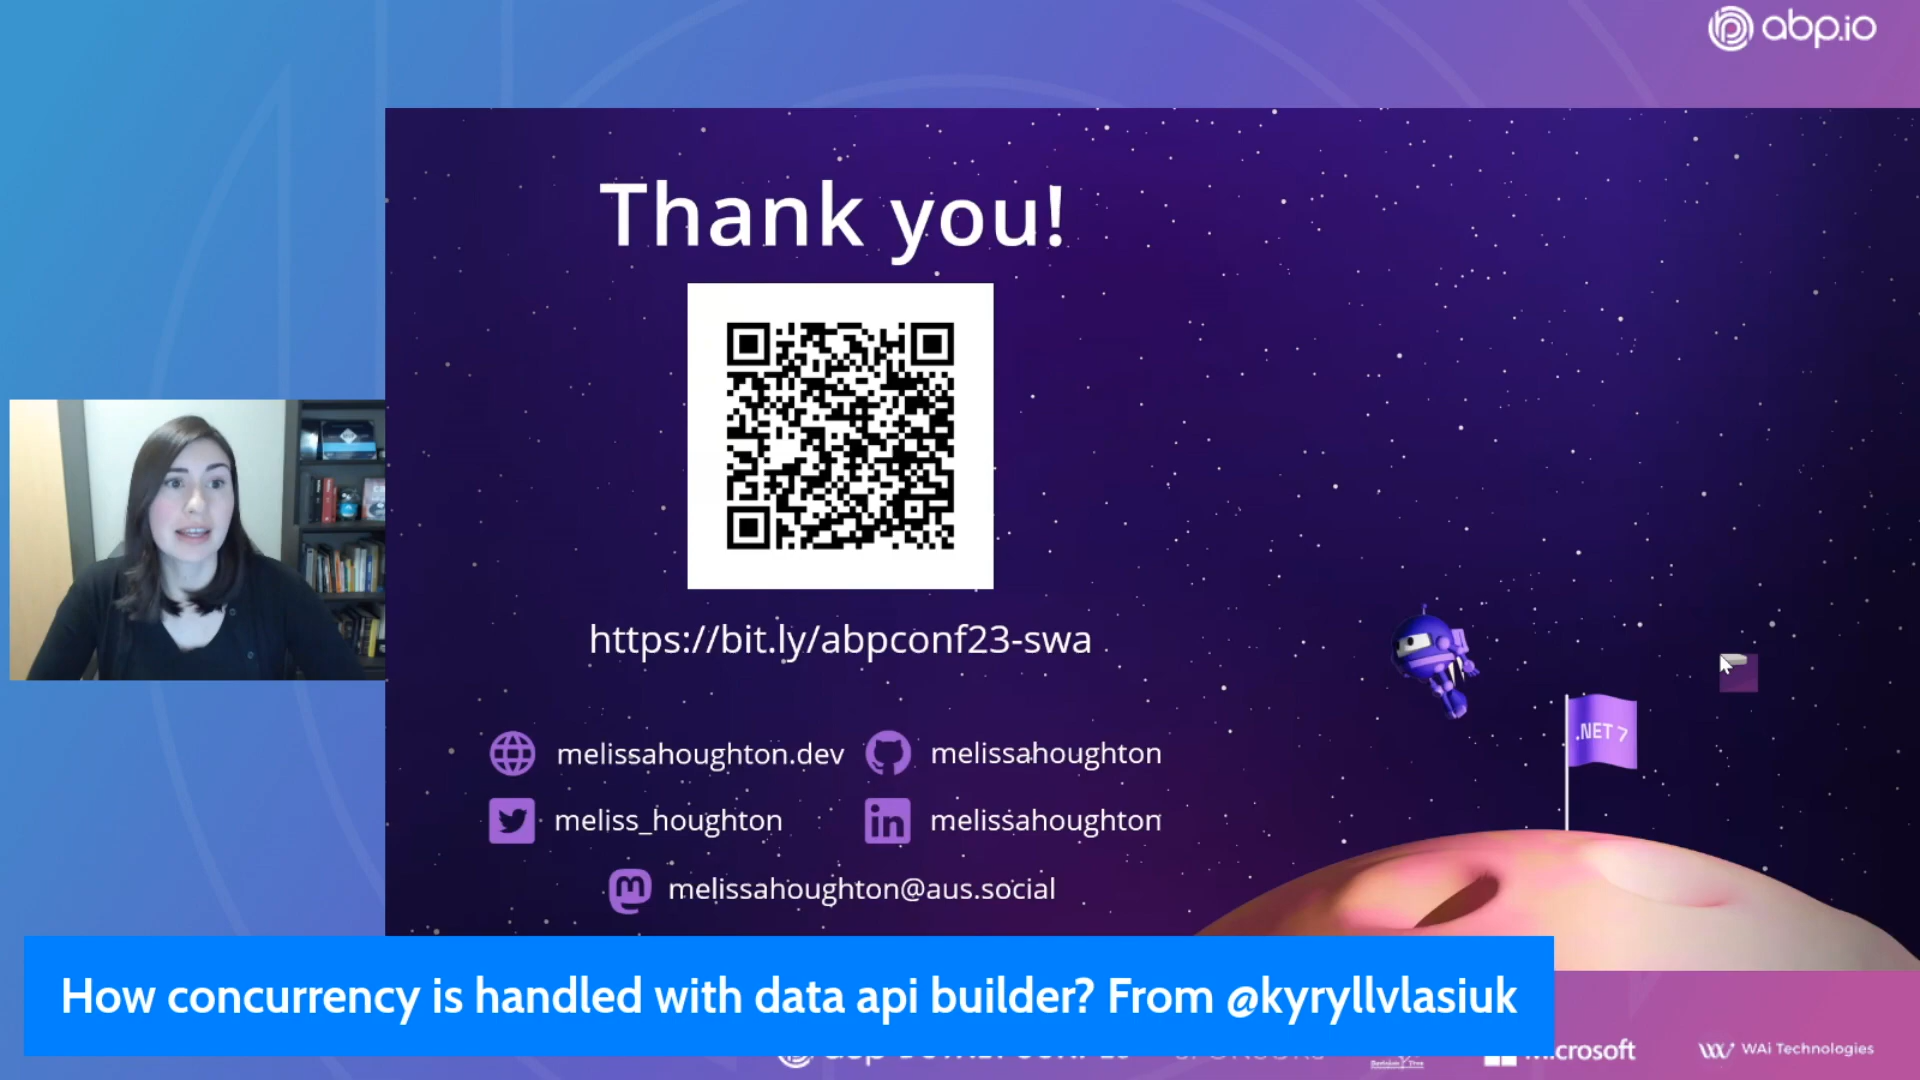 abp.io
Thank you!
https://bit.ly/abpconf23-swa
melissahoughton.dev
melissahoughton
meliss_houghton
melissahoughton
melissahoughton@aus.social
.NET 7
How concurrency is handled with data api builder? From @kyryllvlasiuk
WAi Technologies